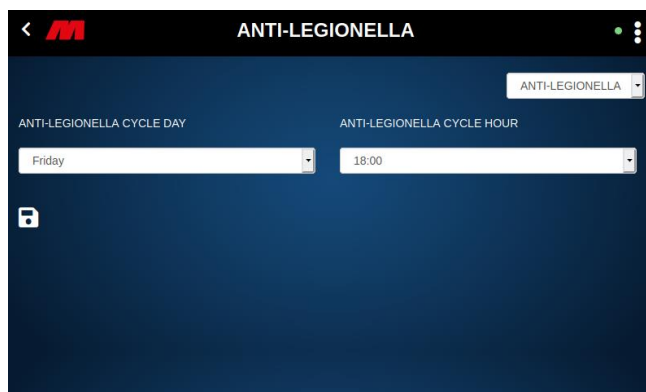 ANTI-LEGIONELLA
ANTI-LEGIONELLA
ANTI-LEGIONELLA CYCLE DAY
ANTI-LEGIONELLA CYCLE HOUR
Friday
18:00